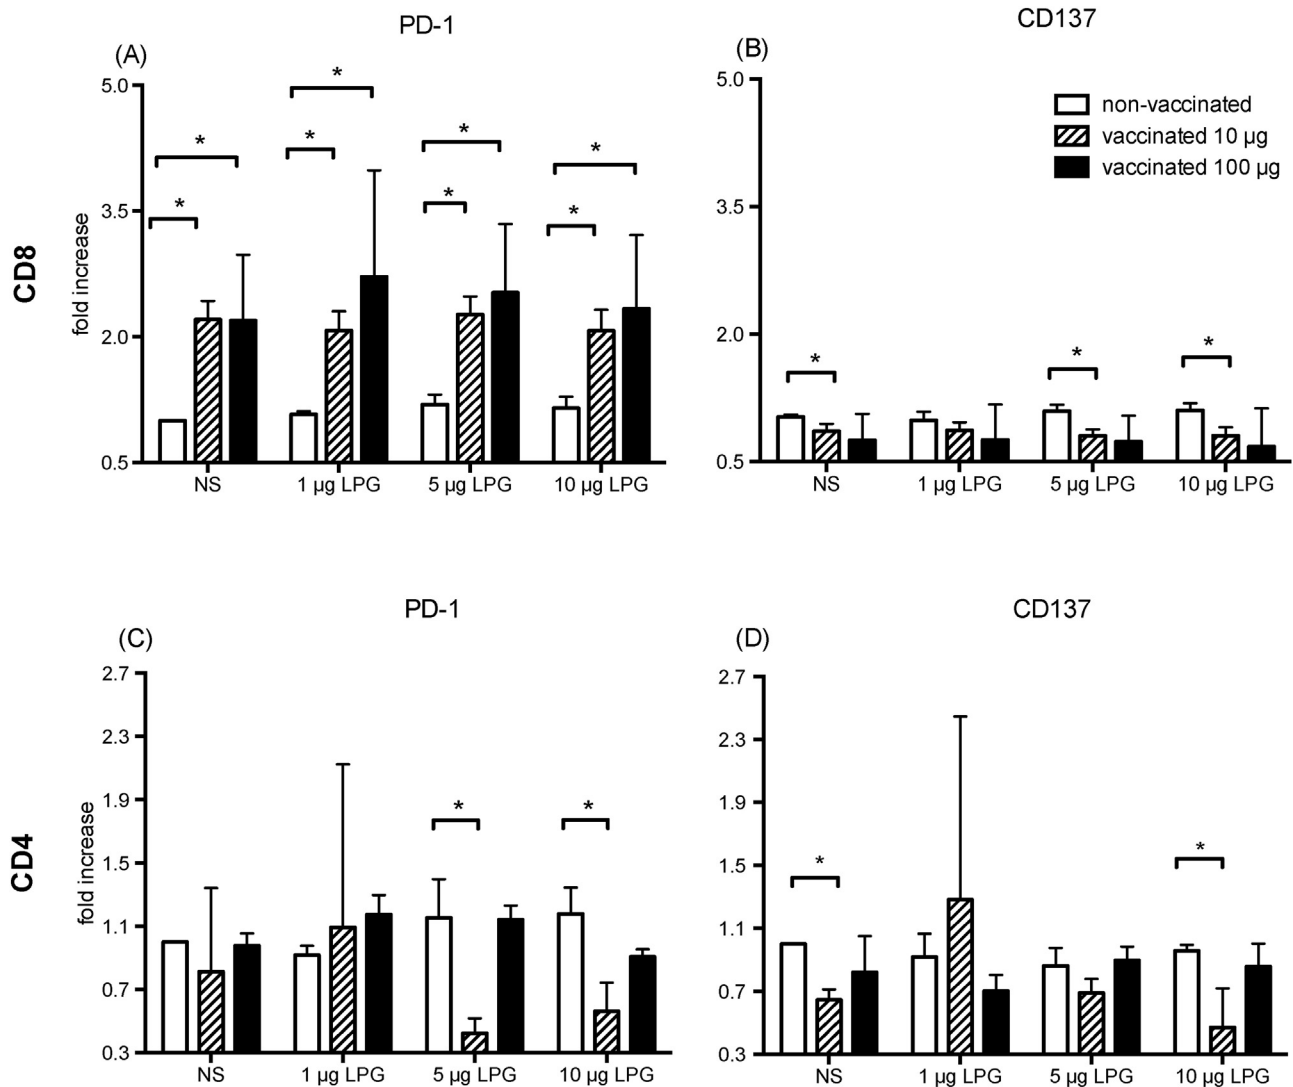 PD-1
CD137
(A)
(B)
5.0
3.5
2.0
0.5
fold increase
CD8
*
*
*
*
*
*
*
*
NS
1 µg LPG
5 µg LPG
10 µg LPG
5.0
3.5
2.0
0.5
non-vaccinated
vaccinated 10 µg
vaccinated 100 µg
*
*
*
NS
1 µg LPG
5 µg LPG
10 µg LPG
PD-1
CD137
(C)
(D)
2.7
2.3
1.9
1.5
1.1
0.7
0.3
fold increase
CD4
*
*
NS
1 µg LPG
5 µg LPG
10 µg LPG
2.7
2.3
1.9
1.5
1.1
0.7
0.3
*
*
NS
1 µg LPG
5 µg LPG
10 µg LPG